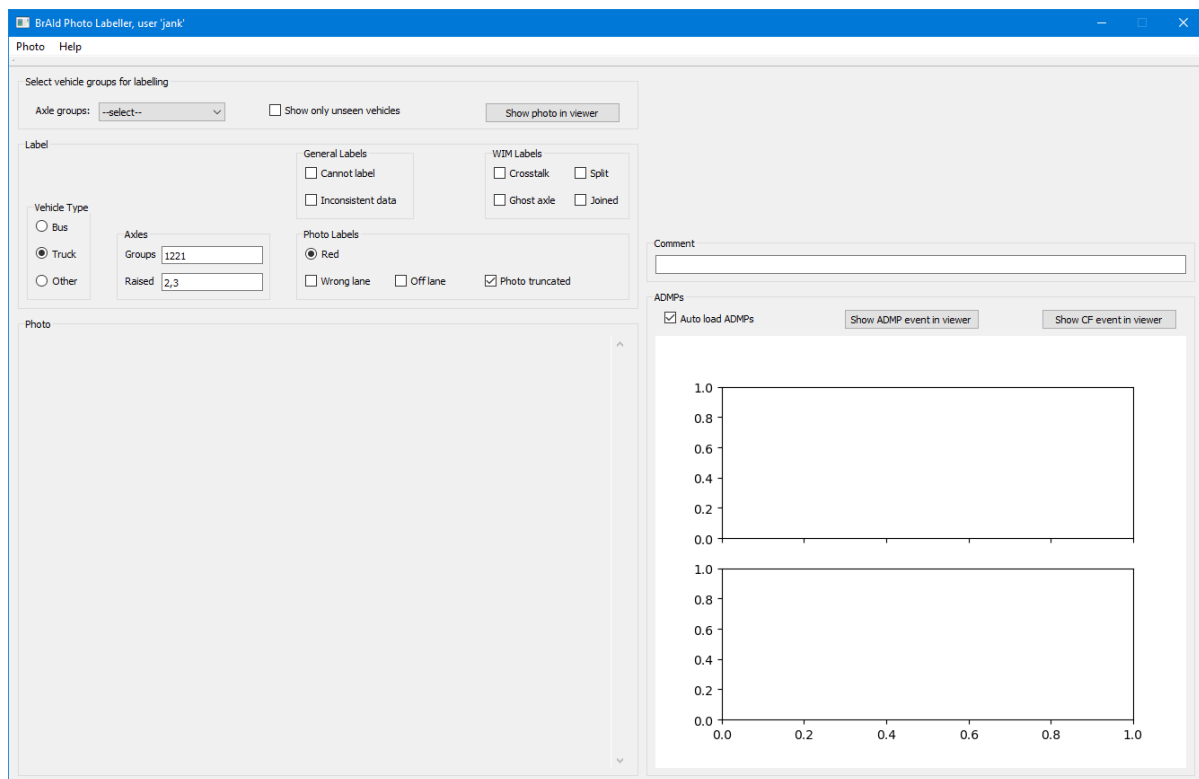 BrAId Photo Labeller, user 'jank'
Photo Help
Select vehicle groups for labelling
Axle groups: --select-- Show only unseen vehicles Show photo in viewer
Label
General Labels
Cannot label
Inconsistent data
WIM Labels
Crosstalk Split
Ghost axle Joined
Vehicle Type
Bus
Truck
Other
Axles
Groups 1221
Raised 2,3
Photo Labels
Red
Wrong lane Off lane Photo truncated
Photo
Comment
ADMPs
Auto load ADMPs Show ADMP event in viewer Show CF event in viewer
1.0
0.8
0.6
0.4
0.2
0.0
1.0
0.8
0.6
0.4
0.2
0.0
0.0 0.2 0.4 0.6 0.8 1.0